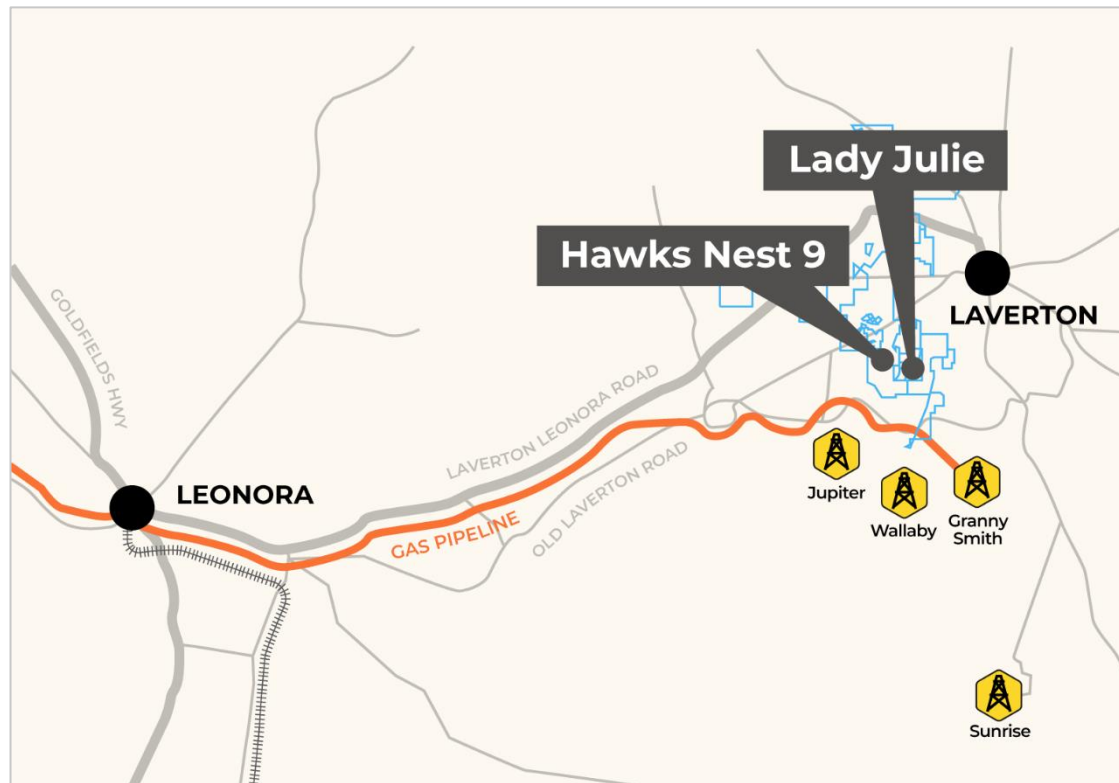 Lady Julie
Hawks Nest 9
LAVERTON
GOLDFIELDS HWY
LAVERTON LEONORA ROAD
LEONORA
GAS PIPELINE
OLD LAVERTON ROAD
Jupiter
Wallaby
Granny
Smith
Sunrise